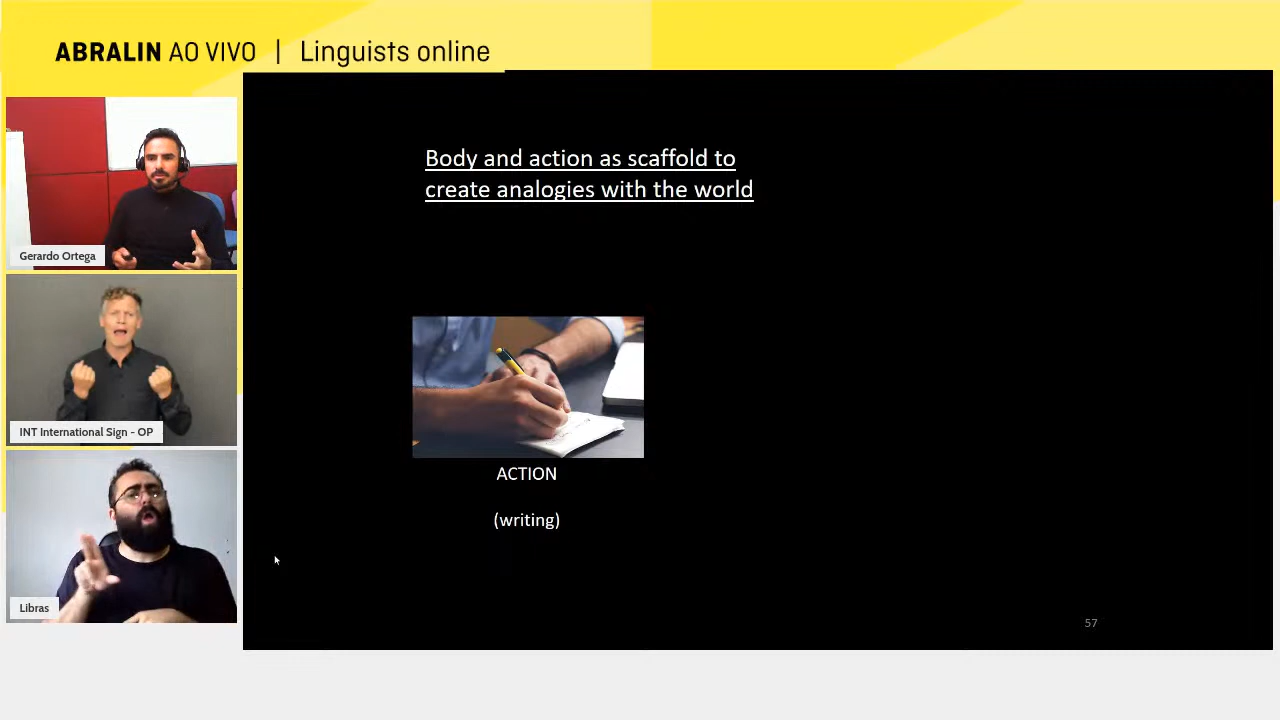 ABRALIN AO VIVO | Linguists online
Gerardo Ortega
INT International Sign - OP
Libras
Body and action as scaffold to
create analogies with the world
ACTION
(writing)
57